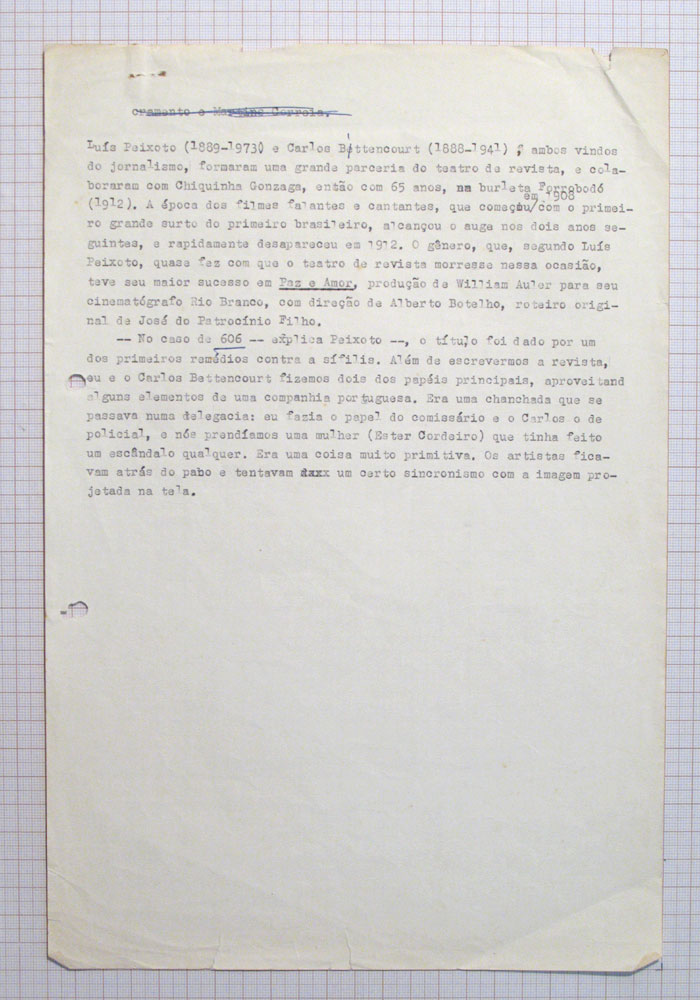 cramento e Martins Correia.
Luís Peixoto (1889-1973) e Carlos Bittencourt (1888-1941), ambos vindos
do jornalismo, formaram uma grande parceria do teatro de revista, e cola-
boraram com Chiquinha Gonzaga, então com 65 anos, na burleta Forrobodó
em 1908
(1912). A época dos filmes falantes e cantantes, que começou/com o primei-
ro grande surto do primeiro brasileiro, alcançou o auge nos dois anos se-
guintes, e rapidamente desapareceu em 1912. O gênero, que, segundo Luís
Peixoto, quase fez com que o teatro de revista morresse nessa ocasião,
teve seu maior sucesso em Paz e Amor, produção de William Auler para seu
cinematógrafo Rio Branco, com direção de Alberto Botelho, roteiro origi-
nal de José do Patrocínio Filho.
-- No caso de 606 -- explica Peixoto --, o título foi dado por um
dos primeiros remédios contra a sífilis. Além de escrevermos a revista,
eu e o Carlos Bettencourt fizemos dois dos papéis principais, aproveitand
alguns elementos de uma companhia portuguesa. Era uma chanchada que se
passava numa delegacia: eu fazia o papel do comissário e o Carlos o de
policial, e nós prendíamos uma mulher (Ester Cordeiro) que tinha feito
um escândalo qualquer. Era uma coisa muito primitiva. Os artistas fica-
vam atrás do pano e tentavam um certo sincronismo com a imagem pro-
jetada na tela.